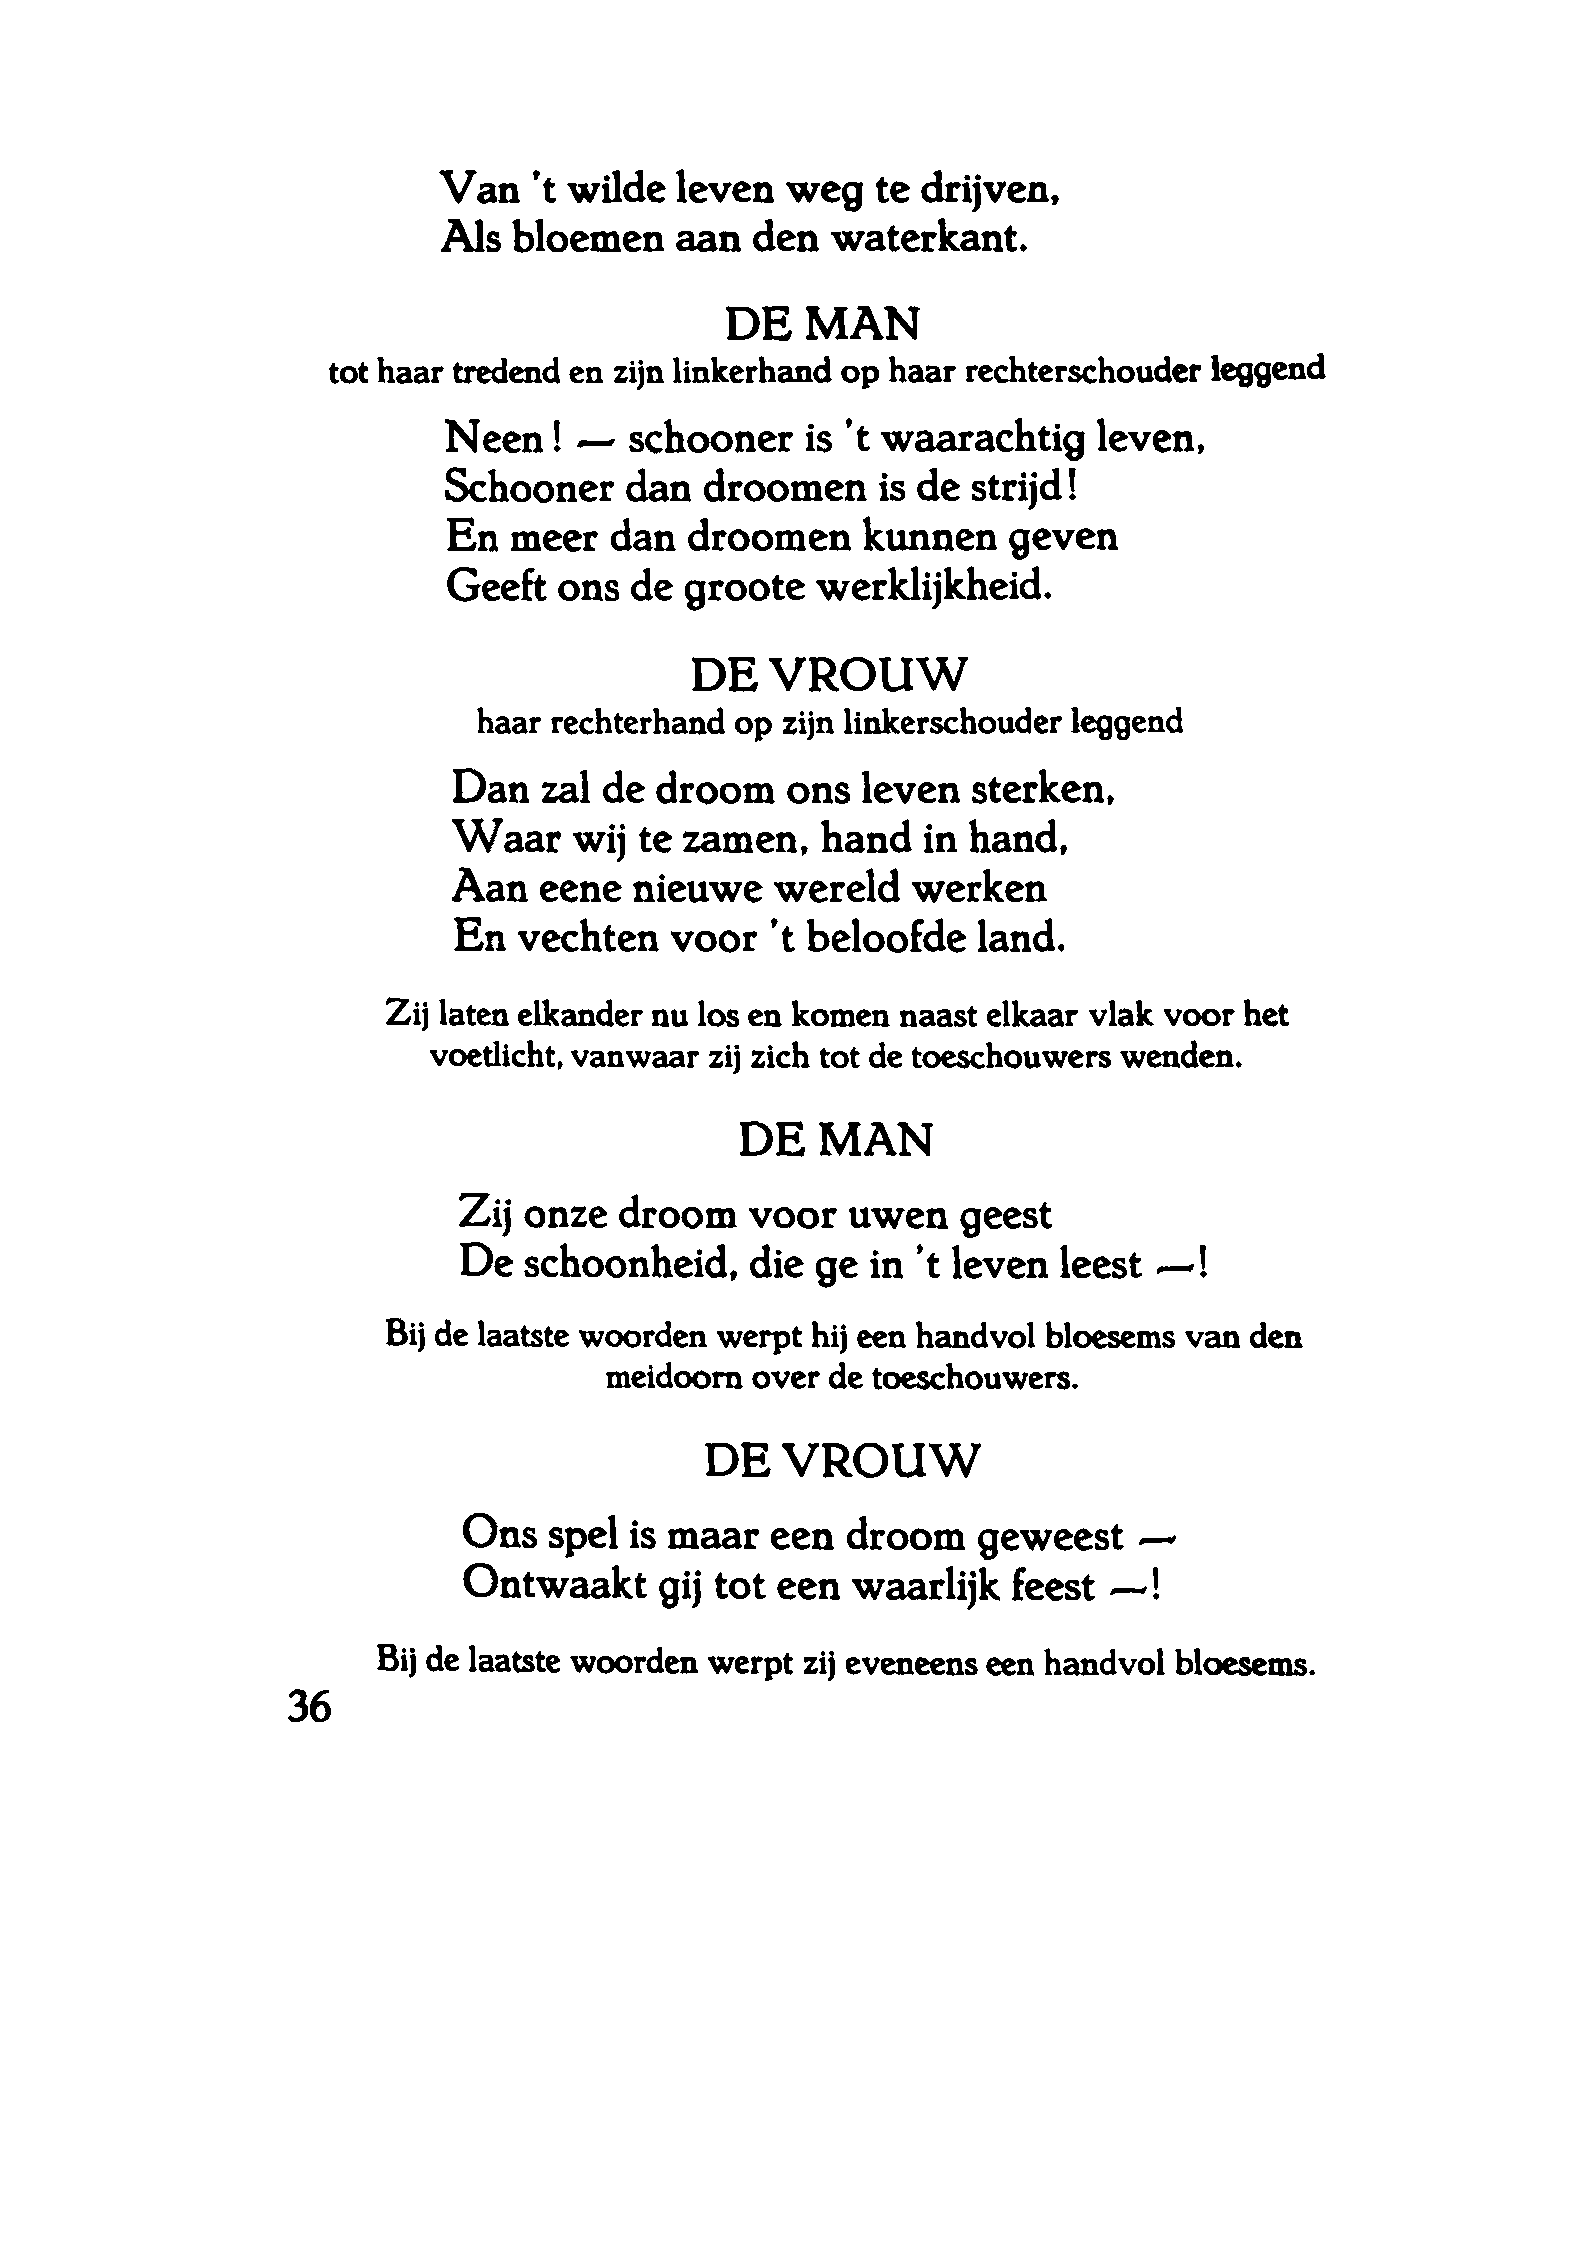 Van 't wilde leven weg te drijven,
Als bloemen aan den waterkant.
DE MAN
tot haar tredend en zijn linkerhand op haar rechterschouder leggend
Neen! — schooner is 't waarachtig leven,
Schooner dan droomen is de strijd!
En meer dan droomen kunnen geven
Geeft ons de groote werklijkheid.
DE VROUW
haar rechterhand op zijn linkerschouder leggend
Dan zal de droom ons leven sterken,
Waar wij te zamen, hand in hand,
Aan eene nieuwe wereld werken
En vechten voor 't beloofde land.
Zij laten elkander nu los en komen naast elkaar vlak voor het
voetlicht, vanwaar zij zich tot de toeschouwers wenden.
DE MAN
Zij onze droom voor uwen geest
De schoonheid, die ge in 't leven leest —!
Bij de laatste woorden werpt hij een handvol bloesems van den
meidoorn over de toeschouwers.
DE VROUW
Ons spel is maar een droom geweest —
Ontwaakt gij tot een waarlijk feest —!
Bij de laatste woorden werpt zij eveneens een handvol bloesems.
36